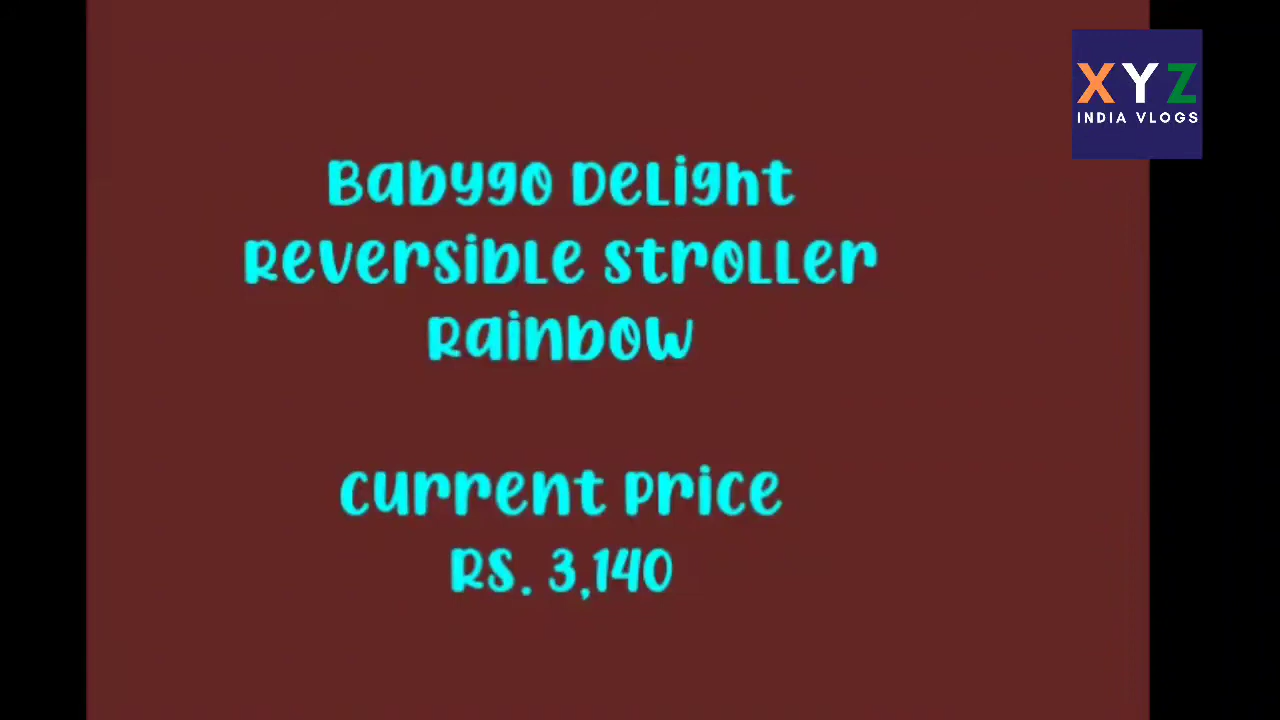 Babygo Delight
Reversible Stroller
Rainbow
Current Price
RS. 3,140
XYZ
INDIA VLOGS